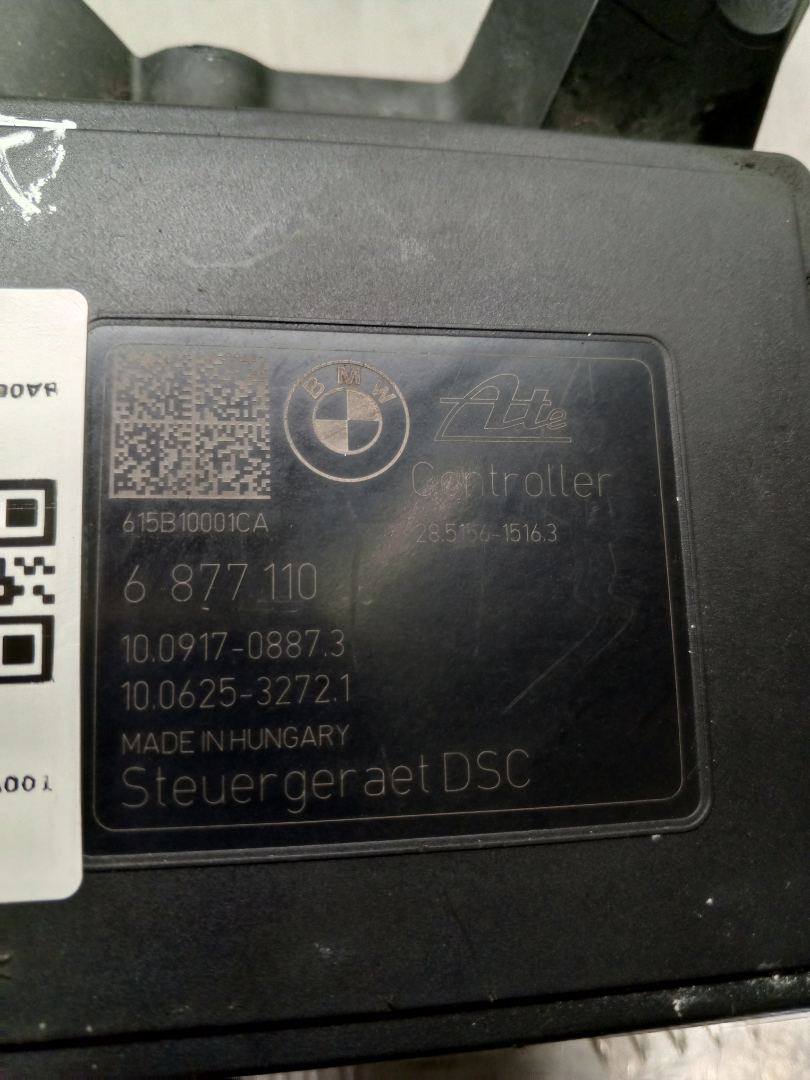 BMW
Ate
Controller
615B10001CA
28.5156-1516.3
6 877 110
10.0917-0887.3
10.0625-3272.1
MADE IN HUNGARY
Steuergeraet DSC